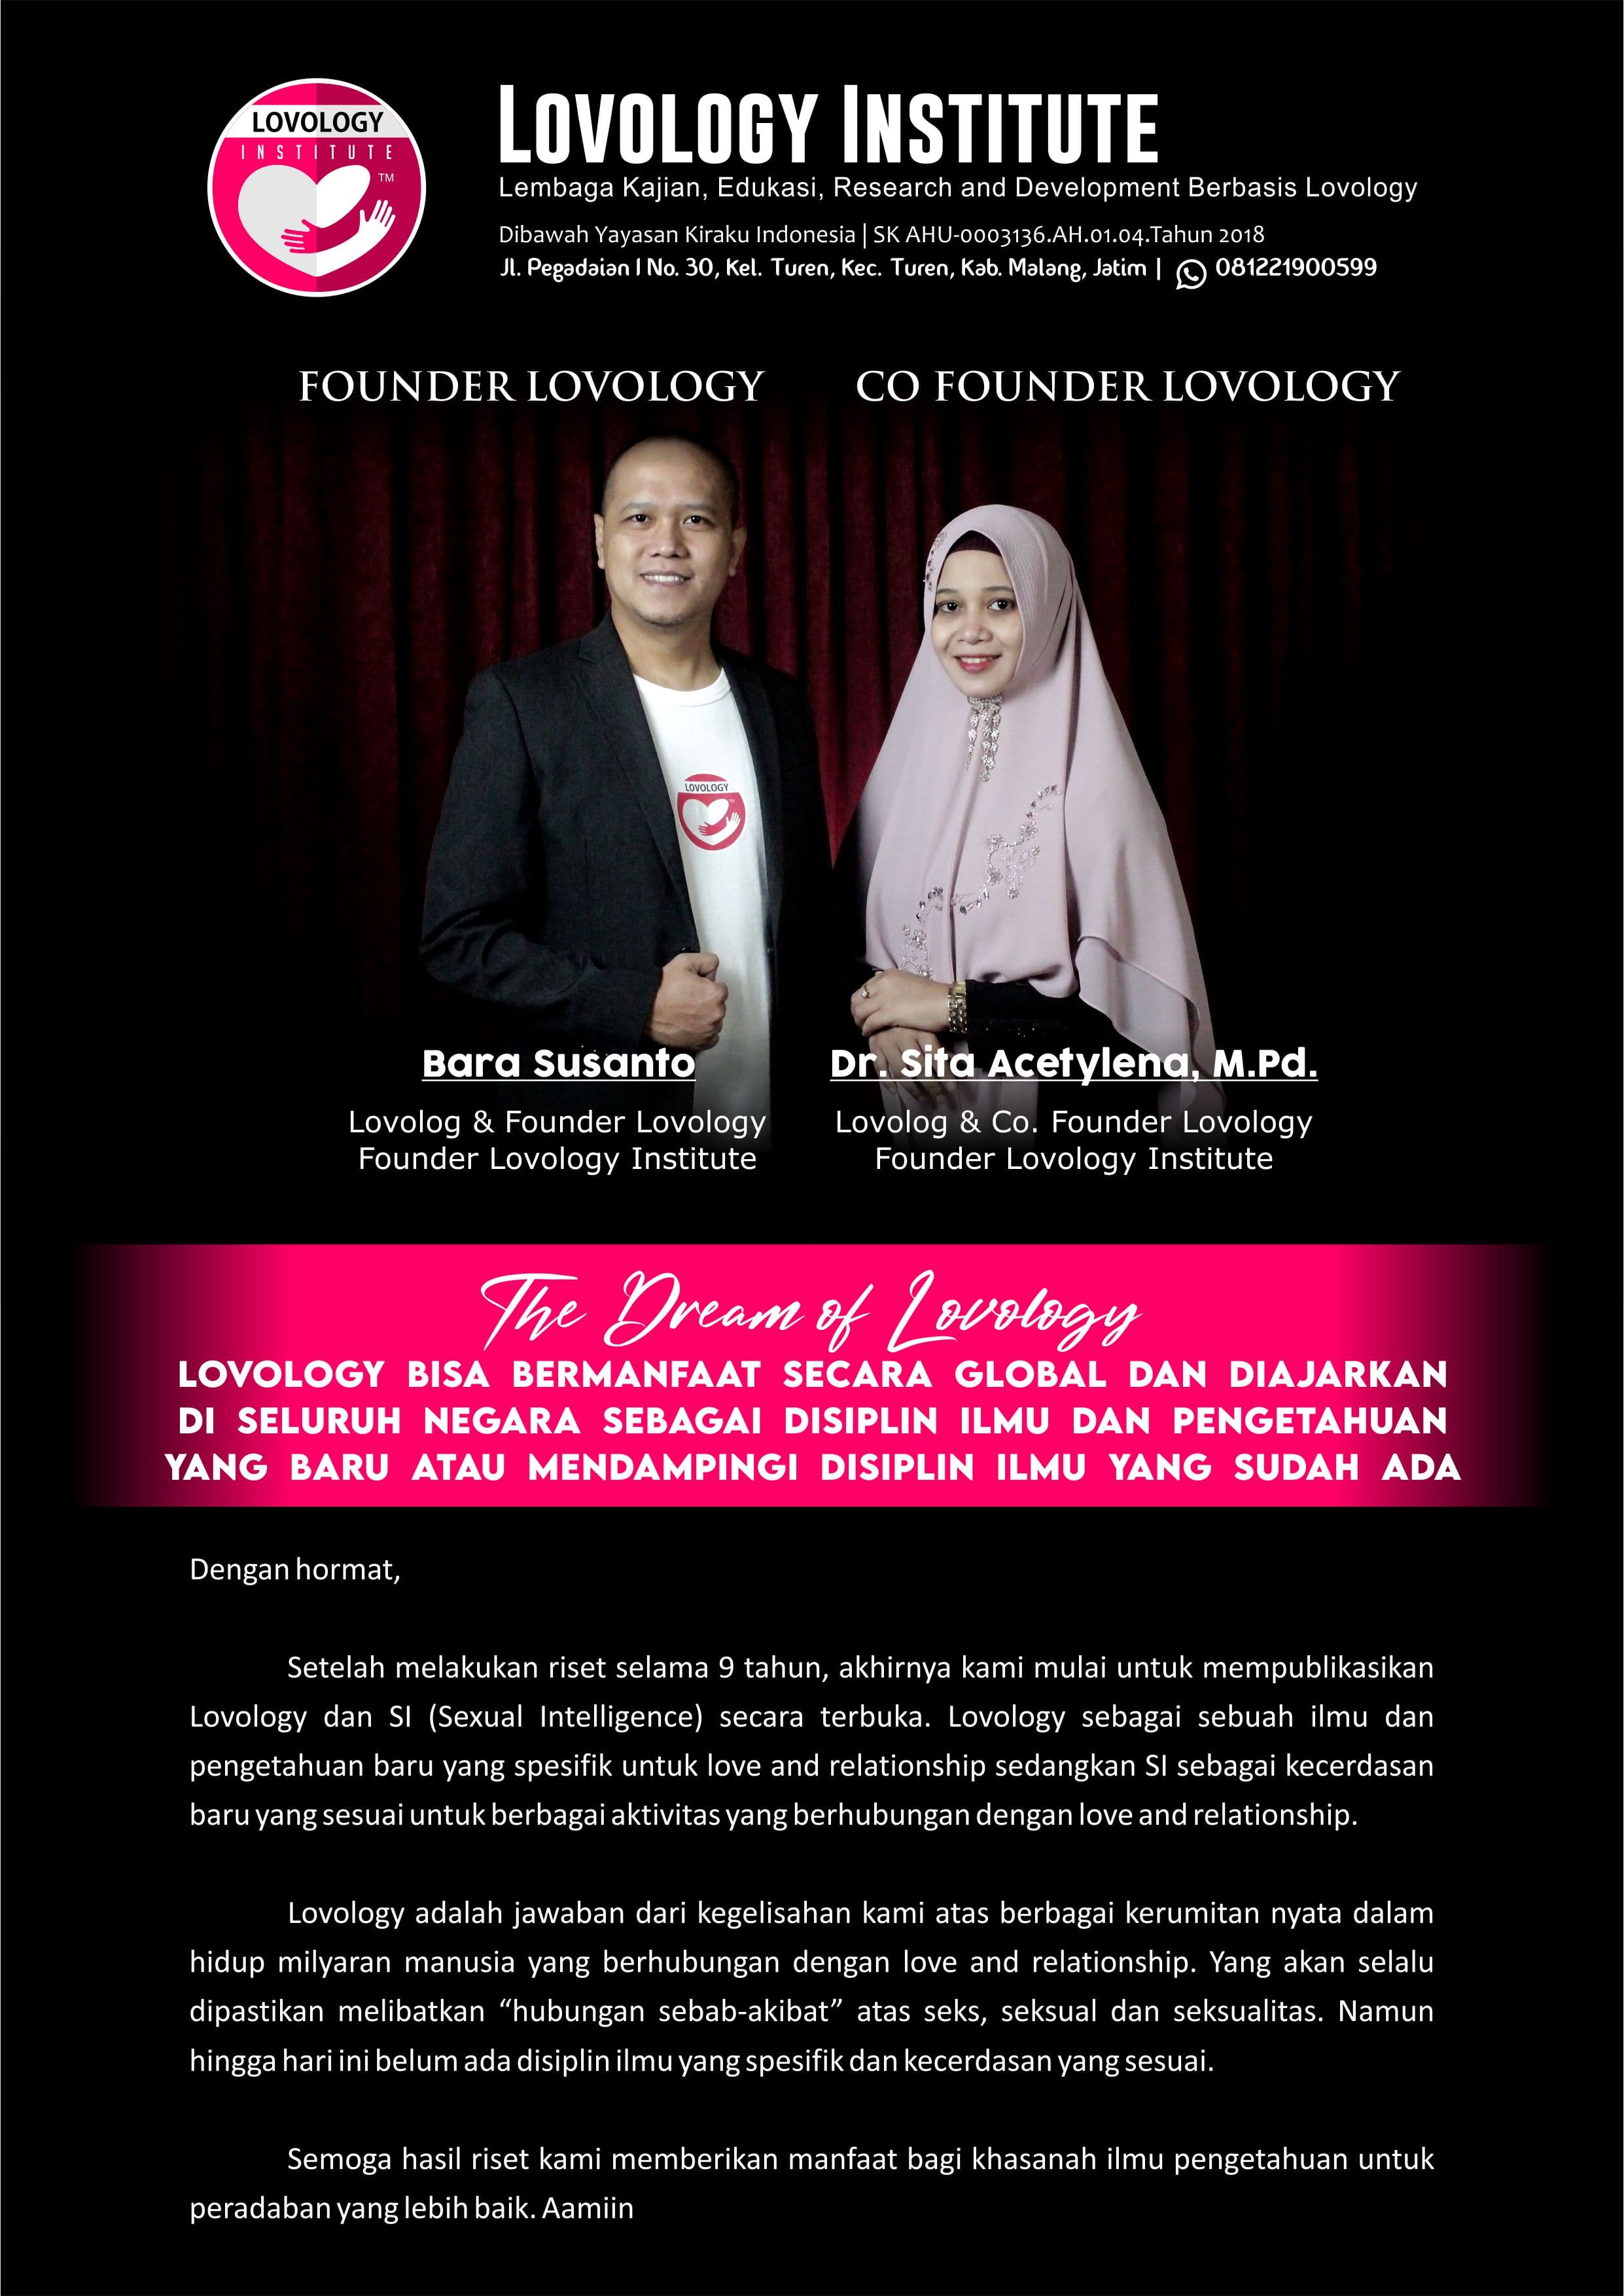 LOVOLOGY
INSTITUTE
TM
LOVOLOGY INSTITUTE
Lembaga Kajian, Edukasi, Research and Development Berbasis Lovology
Dibawah Yayasan Kiraku Indonesia | SK AHU-0003136.AH.01.04.Tahun 2018
Jl. Pegadaian I No. 30, Kel. Turen, Kec. Turen, Kab. Malang, Jatim | 081221900599
FOUNDER LOVOLOGY
CO FOUNDER LOVOLOGY
LOVOLOGY
Bara Susanto
Lovolog & Founder Lovology
Founder Lovology Institute
Dr. Sita Acetylena, M.Pd.
Lovolog & Co. Founder Lovology
Founder Lovology Institute
The Dream of Lovology
LOVOLOGY BISA BERMANFAAT SECARA GLOBAL DAN DIAJARKAN
DI SELURUH NEGARA SEBAGAI DISIPLIN ILMU DAN PENGETAHUAN
YANG BARU ATAU MENDAMPINGI DISIPLIN ILMU YANG SUDAH ADA
Dengan hormat,
Setelah melakukan riset selama 9 tahun, akhirnya kami mulai untuk mempublikasikan
Lovology dan SI (Sexual Intelligence) secara terbuka. Lovology sebagai sebuah ilmu dan
pengetahuan baru yang spesifik untuk love and relationship sedangkan SI sebagai kecerdasan
baru yang sesuai untuk berbagai aktivitas yang berhubungan dengan love and relationship.
Lovology adalah jawaban dari kegelisahan kami atas berbagai kerumitan nyata dalam
hidup milyaran manusia yang berhubungan dengan love and relationship. Yang akan selalu
dipastikan melibatkan “hubungan sebab-akibat” atas seks, seksual dan seksualitas. Namun
hingga hari ini belum ada disiplin ilmu yang spesifik dan kecerdasan yang sesuai.
Semoga hasil riset kami memberikan manfaat bagi khasanah ilmu pengetahuan untuk
peradaban yang lebih baik. Aamiin